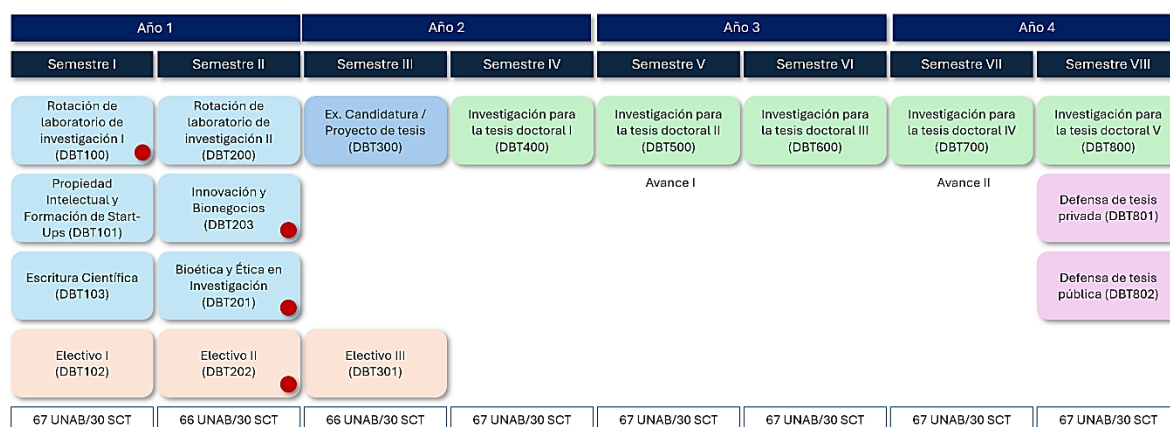 Año 1
Año 2
Año 3
Año 4
Semestre I
Semestre II
Semestre III
Semestre IV
Semestre V
Semestre VI
Semestre VII
Semestre VIII
Rotación de
laboratorio de
investigación I
(DBT100)
Rotación de
laboratorio de
investigación II
(DBT200)
Ex. Candidatura /
Proyecto de tesis
(DBT300)
Investigación para
la tesis doctoral I
(DBT400)
Investigación para
la tesis doctoral II
(DBT500)
Investigación para
la tesis doctoral III
(DBT600)
Investigación para
la tesis doctoral IV
(DBT700)
Investigación para
la tesis doctoral V
(DBT800)
Propiedad
Intelectual y
Formación de Start-
Ups (DBT101)
Innovación y
Bionegocios
(DBT203
Avance I
Avance II
Defensa de tesis
privada (DBT801)
Escritura Científica
(DBT103)
Bioética y Ética en
Investigación
(DBT201)
Defensa de tesis
pública (DBT802)
Electivo I
(DBT102)
Electivo II
(DBT202)
Electivo III
(DBT301)
67 UNAB/30 SCT
66 UNAB/30 SCT
66 UNAB/30 SCT
67 UNAB/30 SCT
67 UNAB/30 SCT
67 UNAB/30 SCT
67 UNAB/30 SCT
67 UNAB/30 SCT